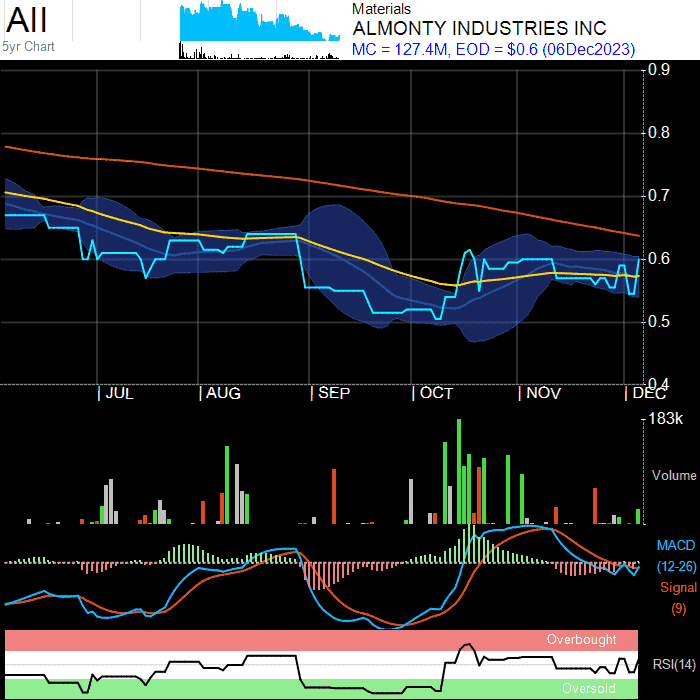 AII
5yr Chart
Materials
ALMONTY INDUSTRIES INC
MC = 127.4M, EOD = $0.6 (06Dec2023)
0.9
0.8
0.7
0.6
0.5
0.4
| JUL
| AUG
| SEP
| OCT
| NOV
| DEC
183k
Volume
MACD
(12-26)
Signal
(9)
Overbought
RSI(14)
Oversold